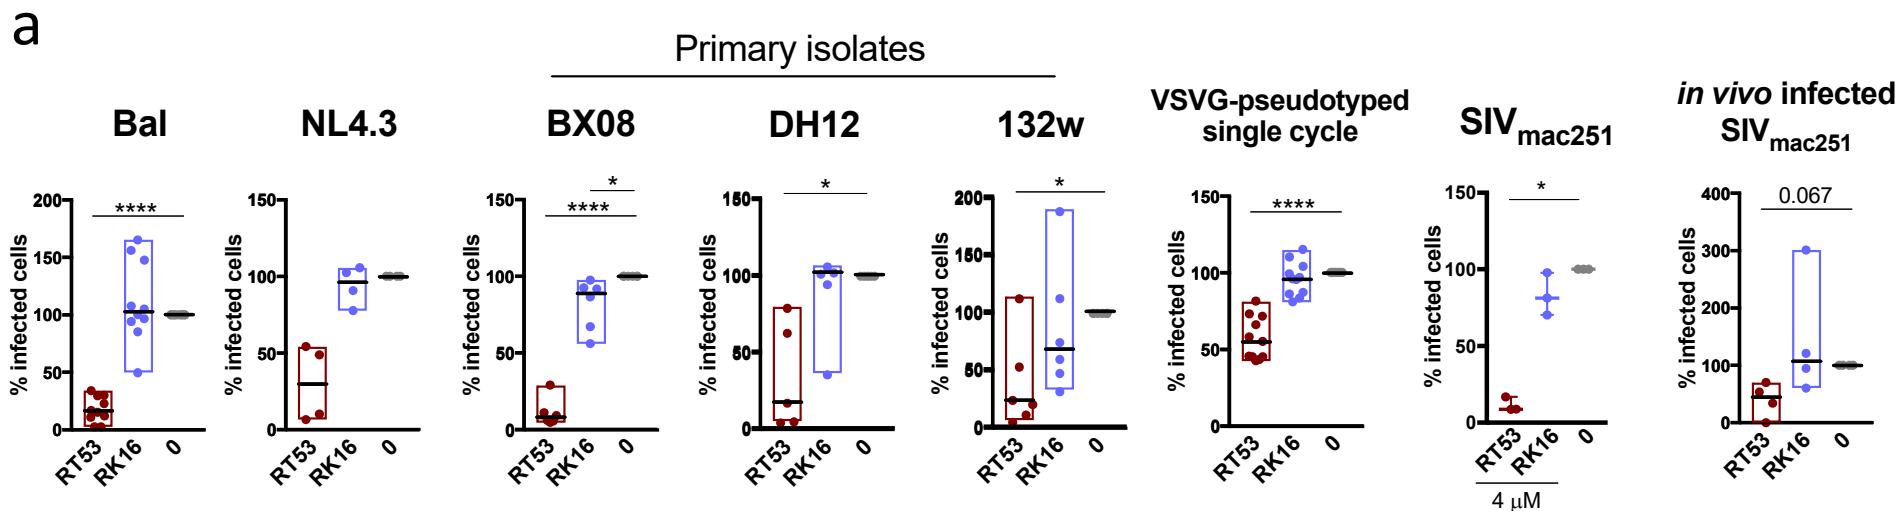 a
Primary isolates
Bal
NL4.3
BX08
DH12
132w
VSVG-pseudotyped
single cycle
SIVmac251
in vivo infected
SIVmac251
% infected cells
200
150
100
50
0
****
RT53
RK16
0
% infected cells
150
100
50
0
RT53
RK16
0
% infected cells
150
100
50
0
*
****
RT53
RK16
0
% infected cells
150
100
50
0
*
RT53
RK16
0
% infected cells
200
150
100
50
0
*
RT53
RK16
0
% infected cells
150
100
50
0
****
RT53
RK16
0
% infected cells
150
100
50
0
*
RT53
RK16
0
4 μM
% infected cells
400
300
200
100
0
0.067
RT53
RK16
0